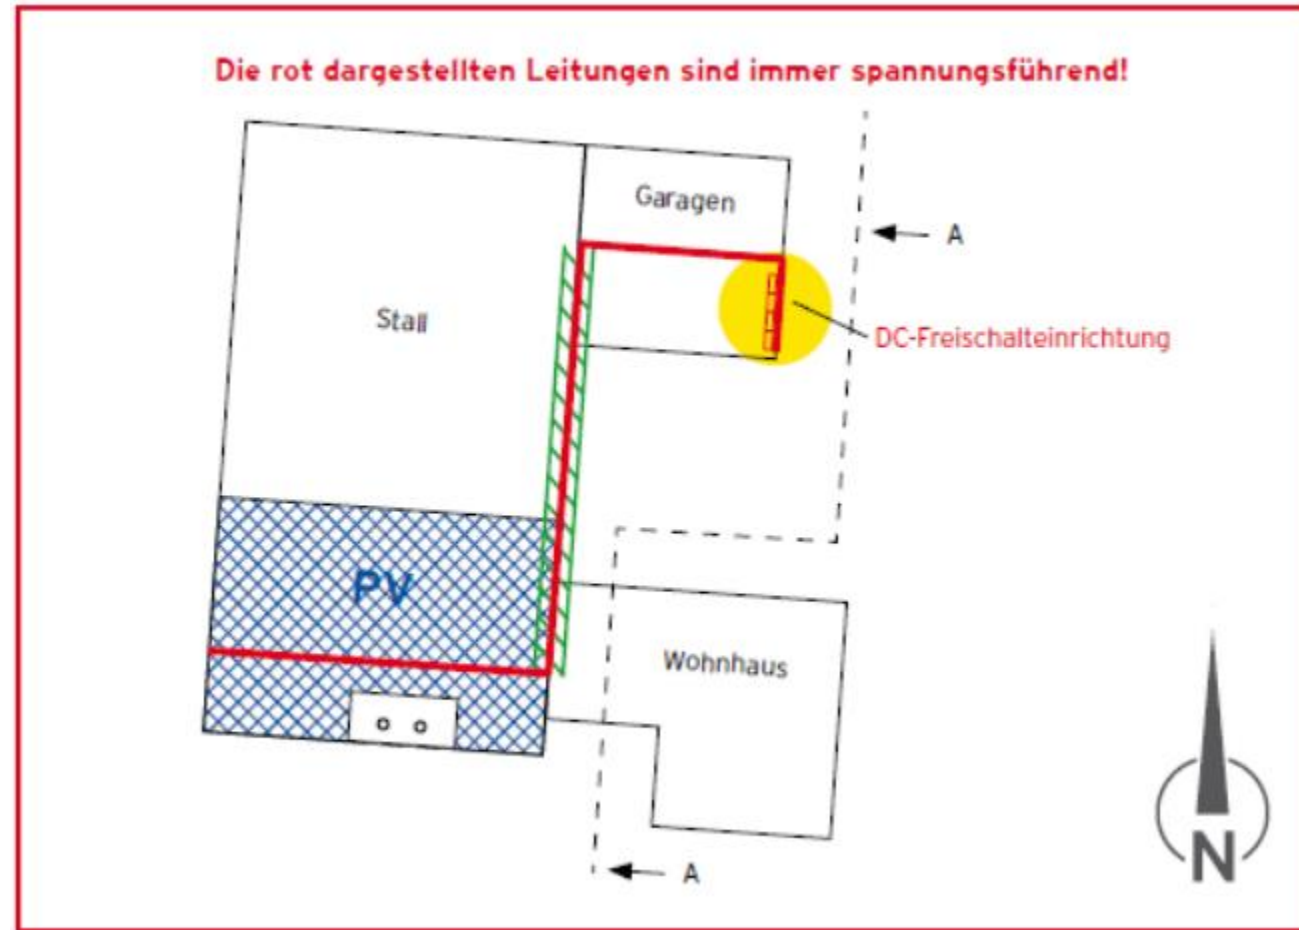 Die rot dargestellten Leitungen sind immer spannungsführend!
Garagen
A
Stall
DC-Freischalteinrichtung
PV
Wohnhaus
A
N